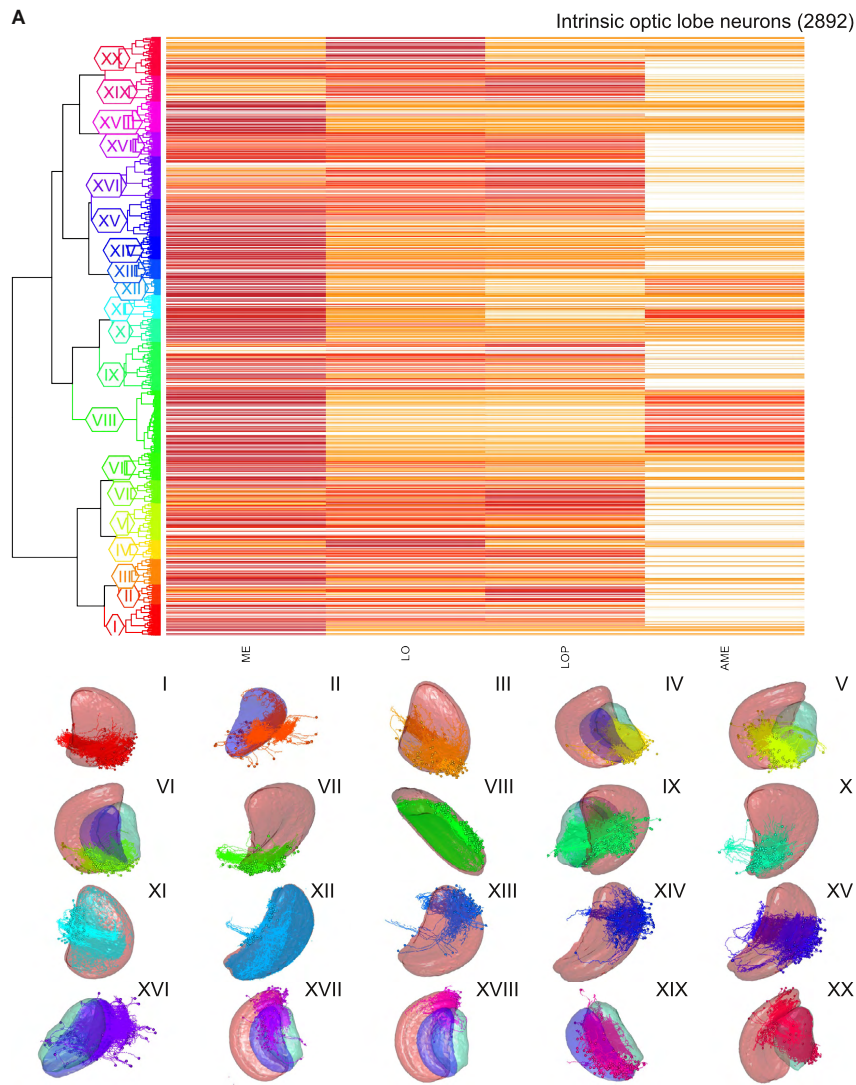 A
Intrinsic optic lobe neurons (2892)
XX
XIX
XVIII
XVII
XVI
XV
XIV
XIII
XII
XI
X
IX
VIII
VII
VI
V
IV
III
II
I
ME LO LOP AME
I II III IV V
VI VII VIII IX X
XI XII XIII XIV XV
XVI XVII XVIII XIX XX